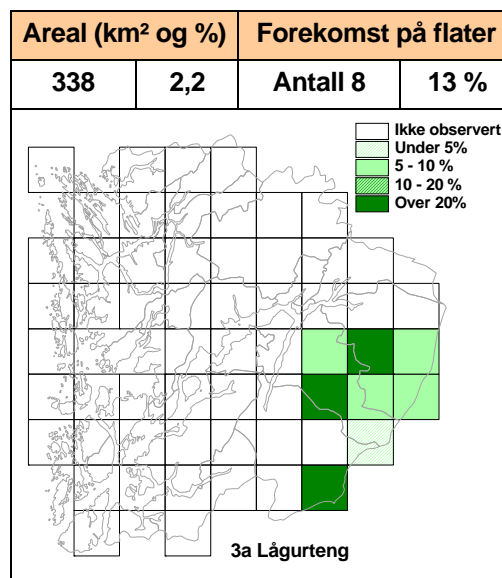 Areal (km² og %) Forekomst på flater
338 2,2 Antall 8 13 %
Ikke observert
Under 5%
5 - 10 %
10 - 20 %
Over 20%
3a Lågurteng